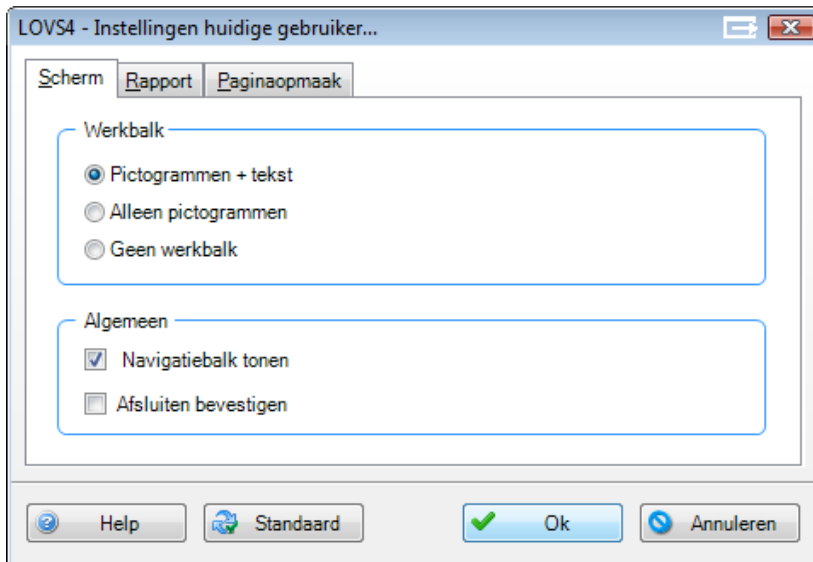 LOVS4 - Instellingen huidige gebruiker...
Scherm Rapport Paginaopmaak
Werkbalk
Pictogrammen + tekst
Alleen pictogrammen
Geen werkbalk
Algemeen
Navigatiebalk tonen
Afsluiten bevestigen
Help Standaard Ok Annuleren